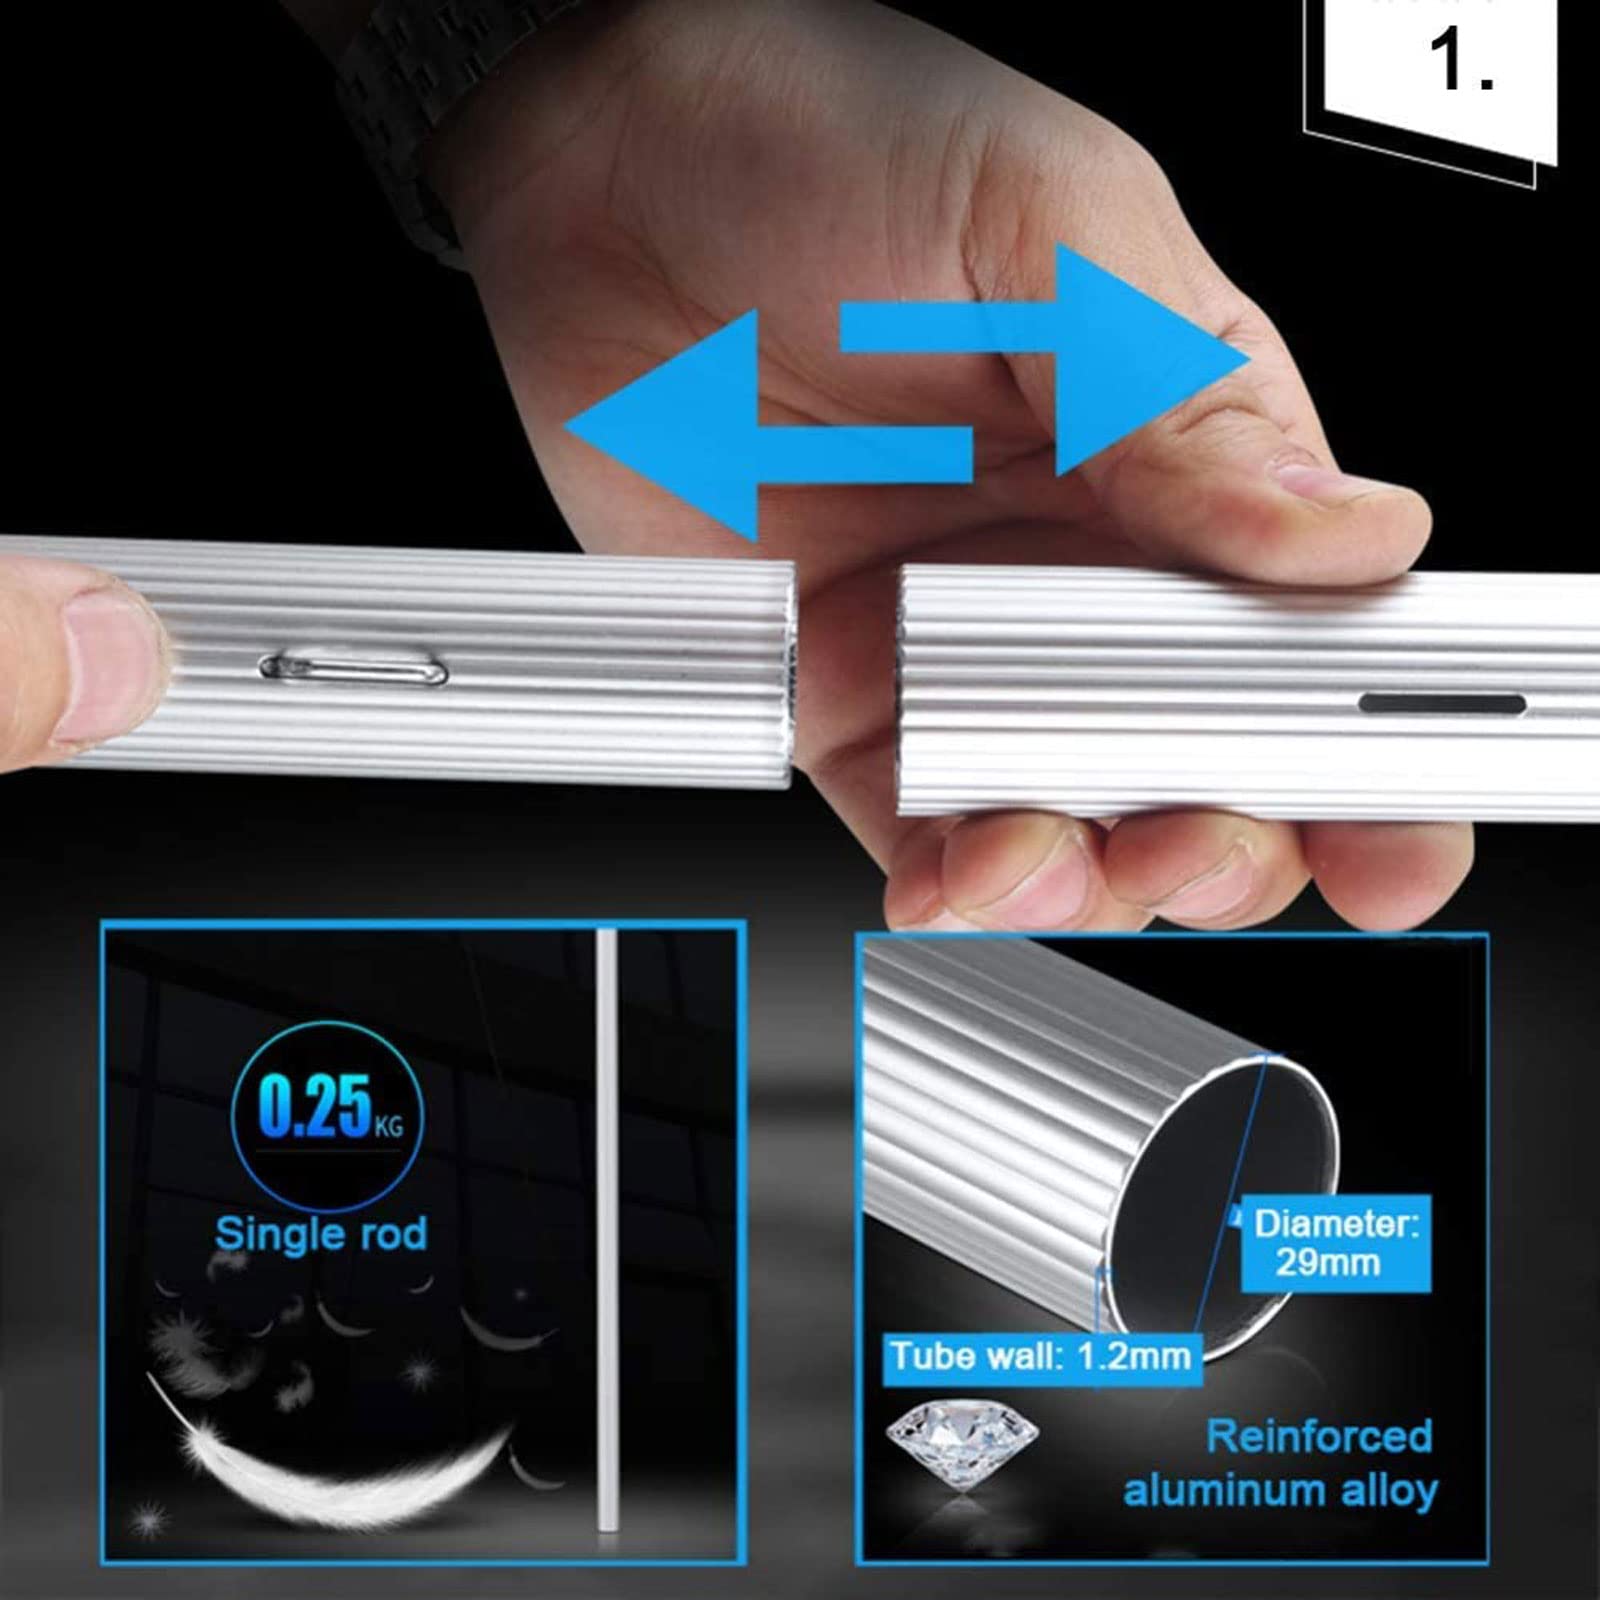 1.
0.25KG
Single rod
Diameter:
29mm
Tube wall: 1.2mm
Reinforced
aluminum alloy